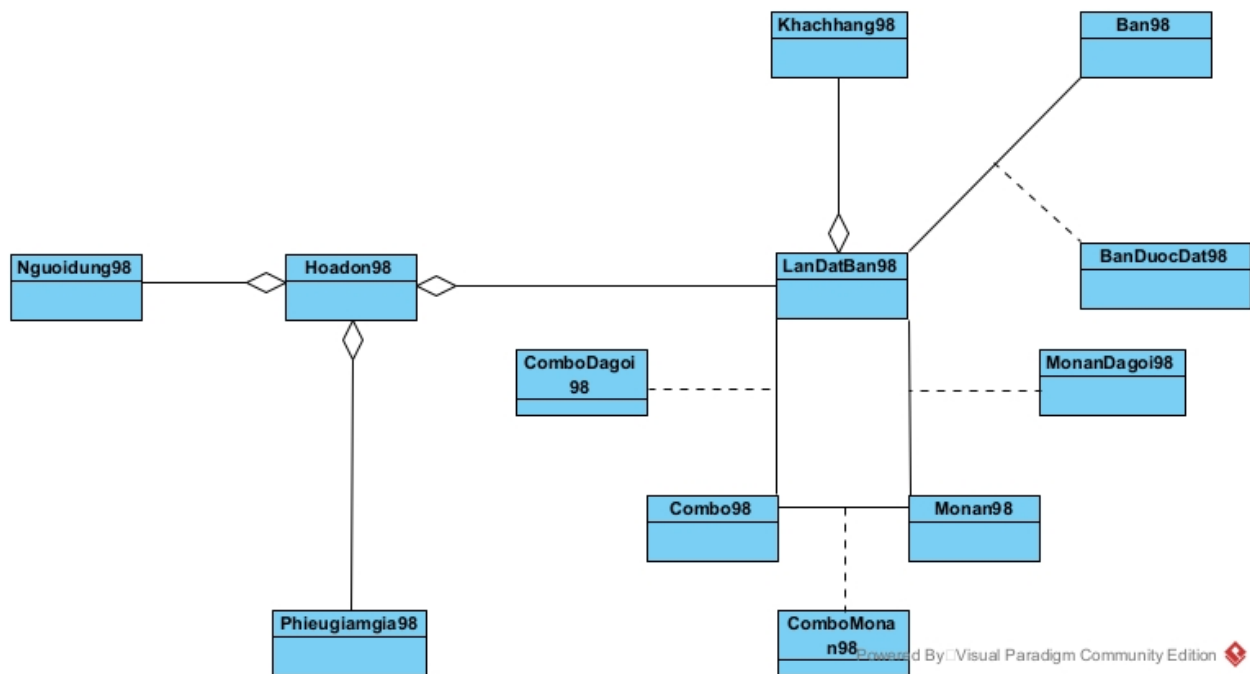 Khachhang98
Ban98
Nguoidung98
Hoadon98
LanDatBan98
BanDuocDat98
ComboDagoi
98
MonanDagoi98
Combo98
Monan98
Phieugiamgia98
ComboMona
n98
Powered By Visual Paradigm Community Edition